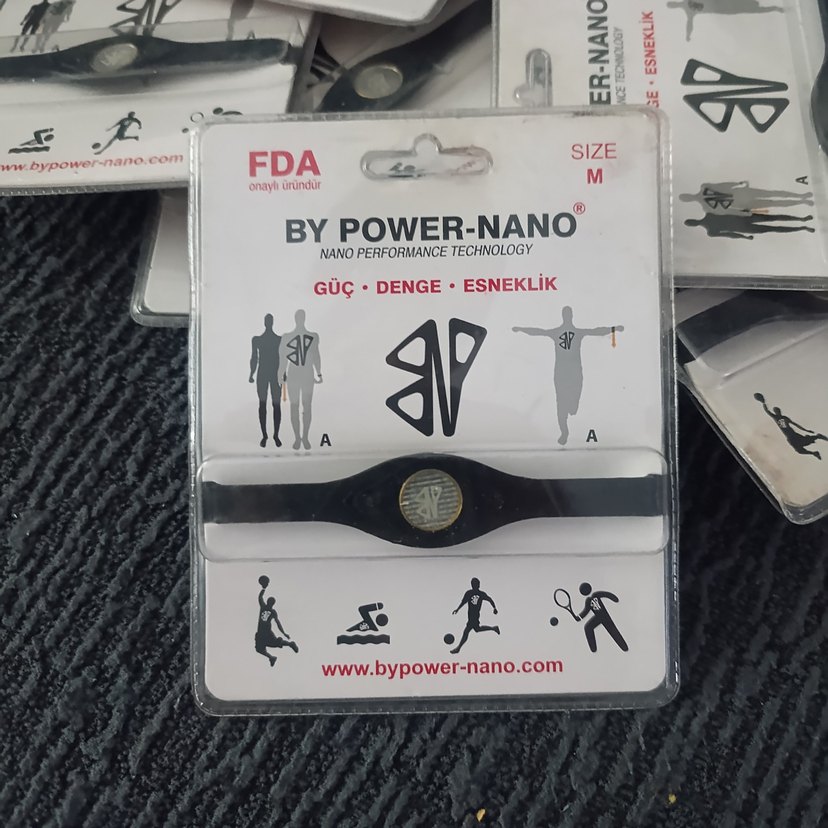 FDA
onaylı üründür
SIZE
M
BY POWER-NANO®
NANO PERFORMANCE TECHNOLOGY
GÜÇ • DENGE • ESNEKLİK
A
A
www.bypower-nano.com
www.bypower-nano.com
ER-NANO
NCE TECHNOLOGY
GE • ESNEKLİK
A